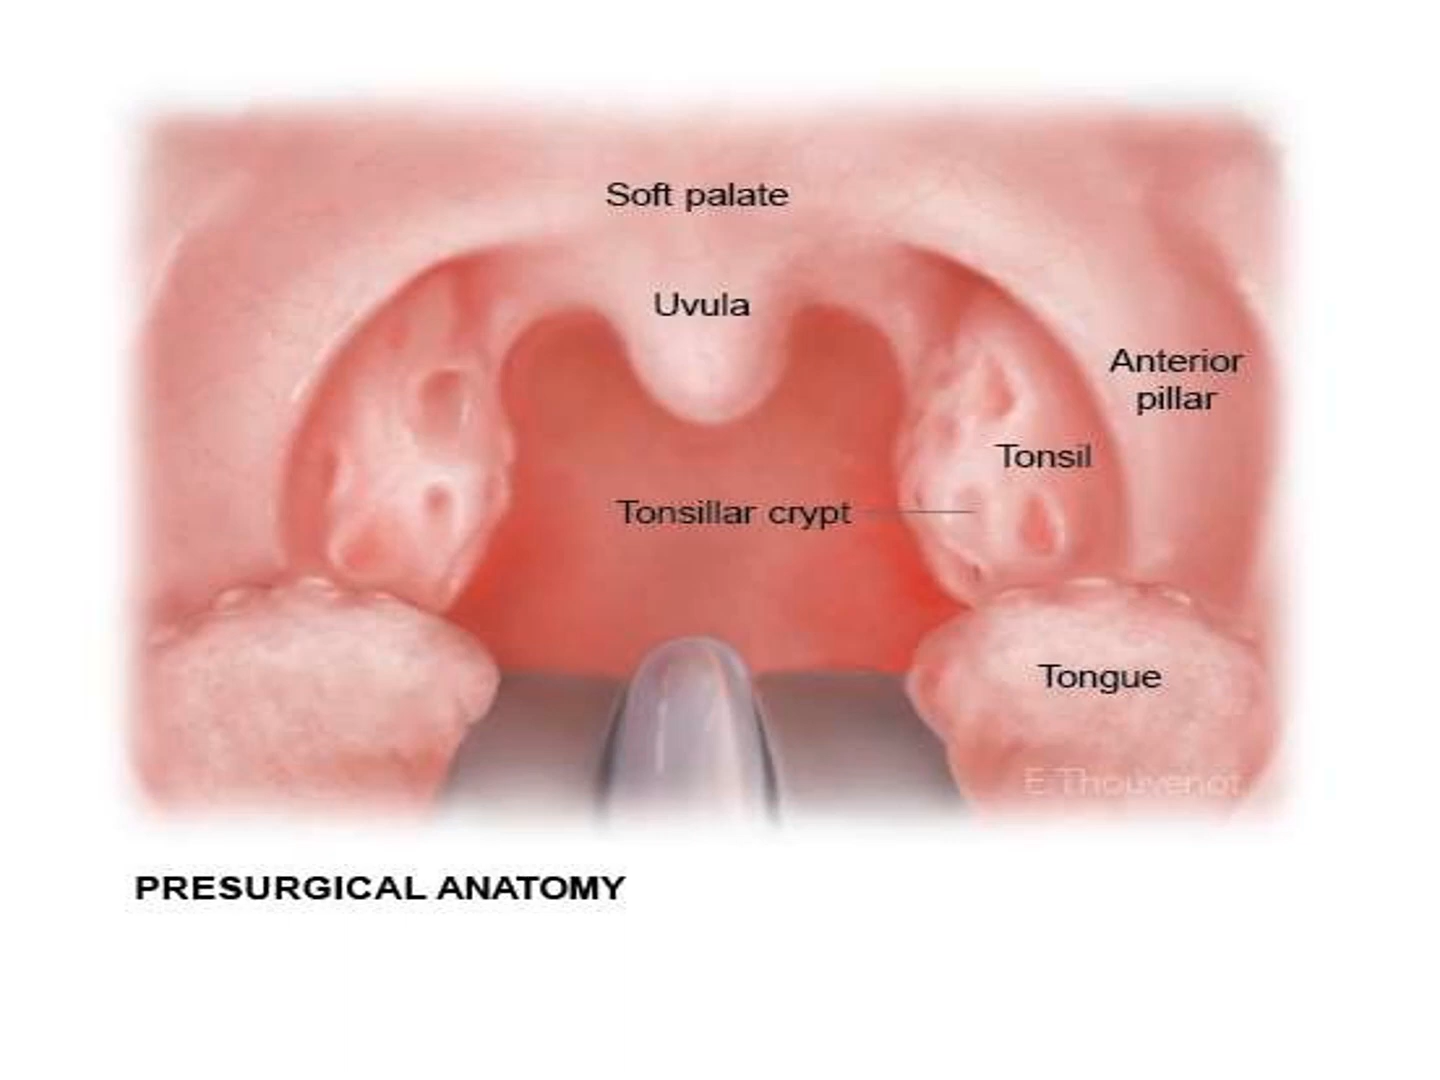 Soft palate
Uvula
Anterior
pillar
Tonsil
Tonsillar crypt
Tongue
E Thouvenot
PRESURGICAL ANATOMY